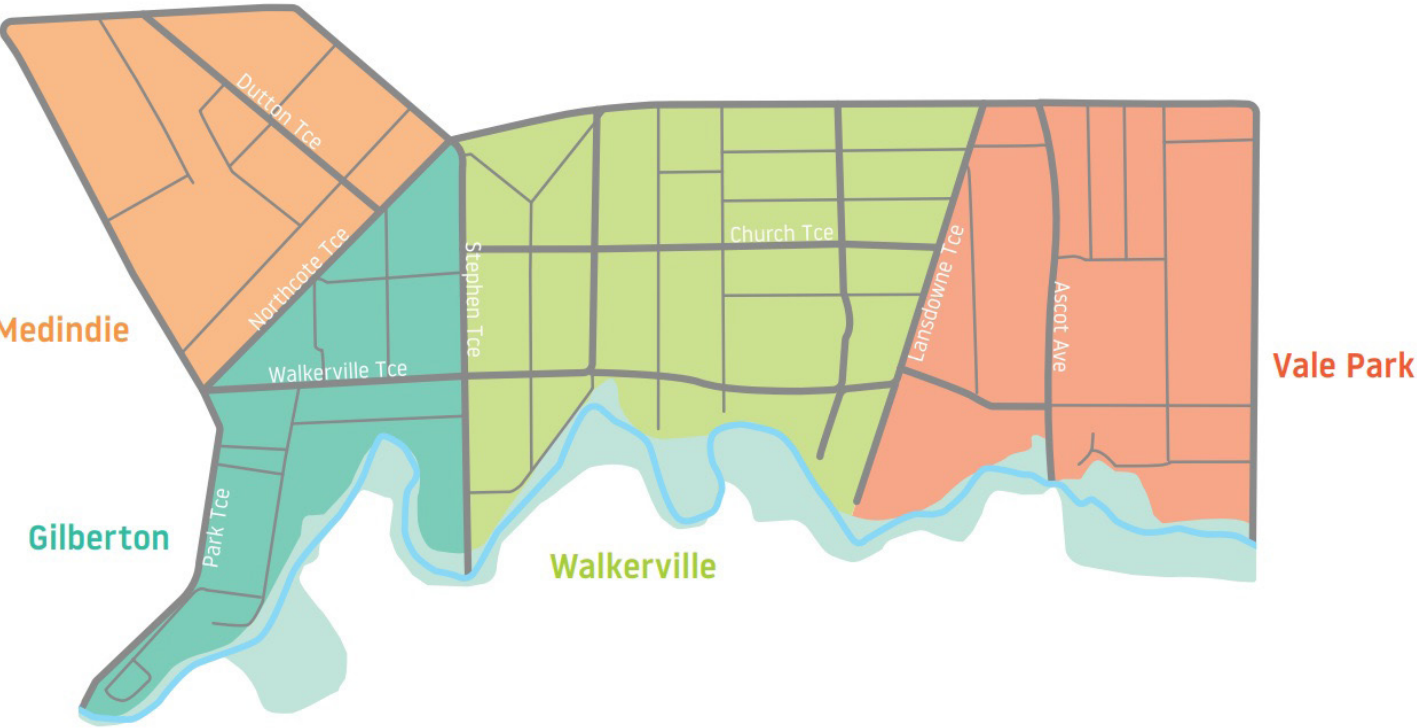 Dutton Tce
Northcote Tce
Medindie
Stephen Tce
Church Tce
Lansdowne Tce
Ascot Ave
Walkerville Tce
Vale Park
Park Tce
Gilberton
Walkerville